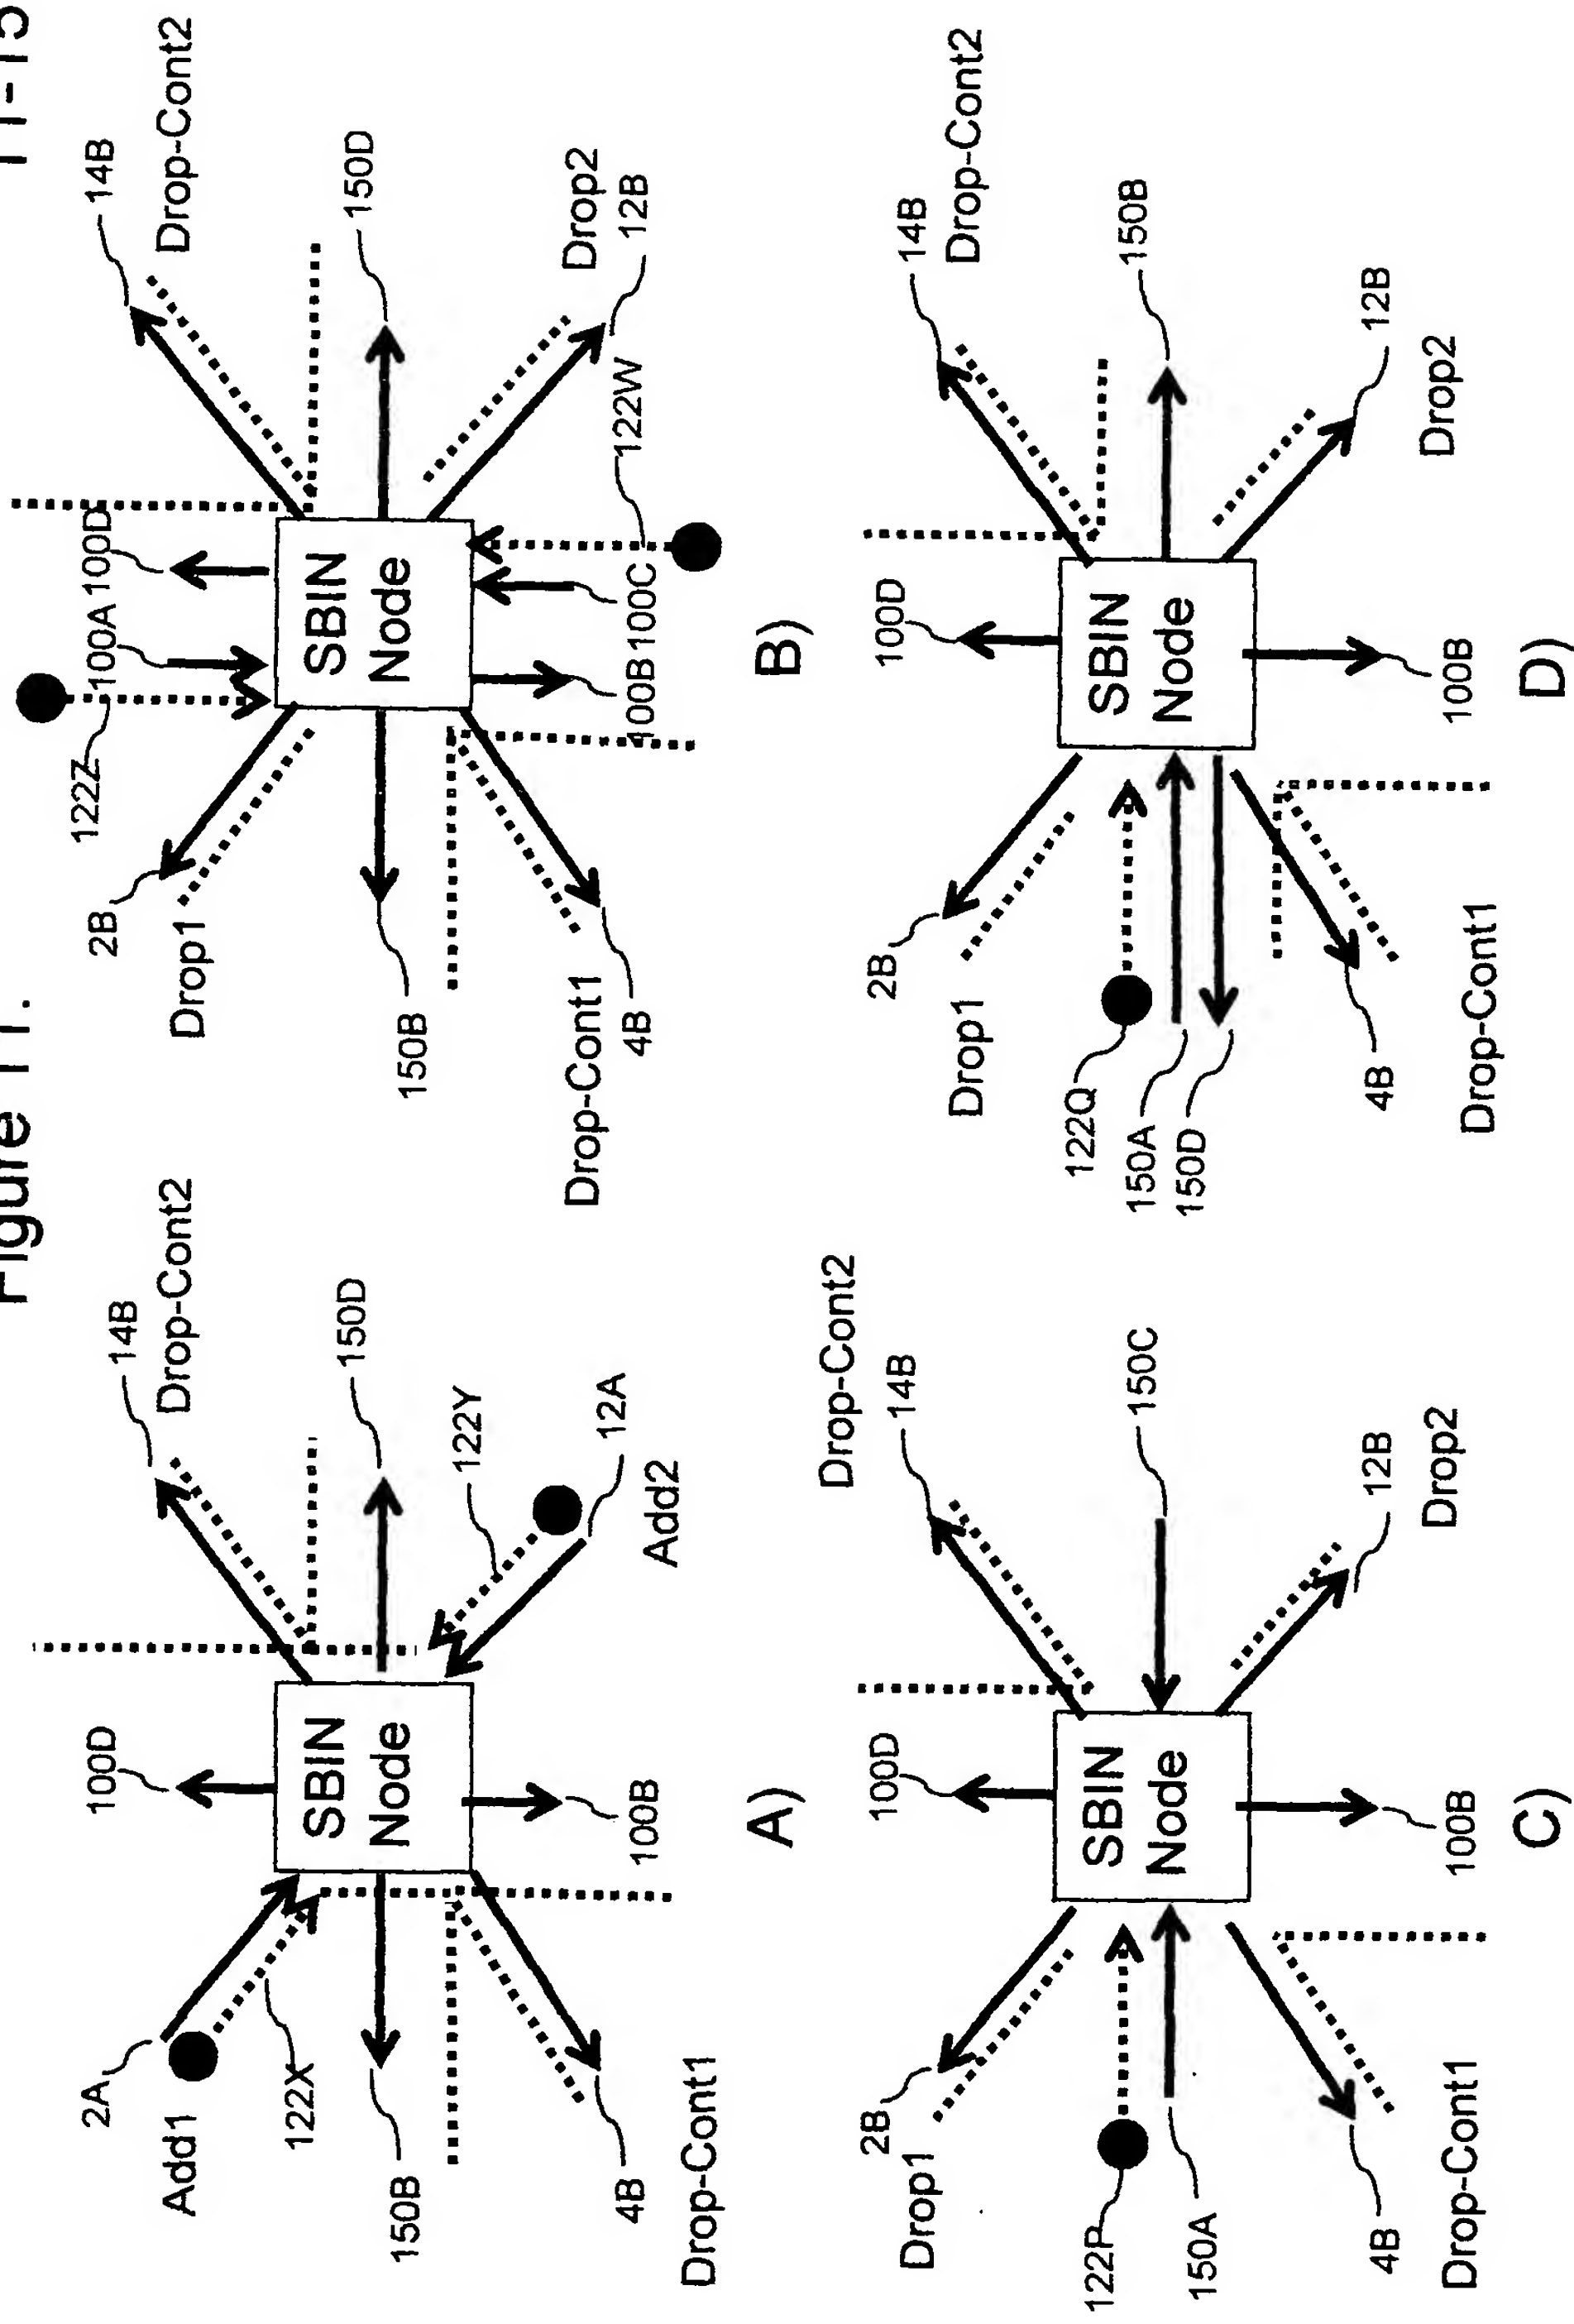 Figure 11.
11-15
2A
Add1
122X
100D
14B
Drop-Cont2
150D
SBIN
Node
122Y
12A
Add2
150B
4B
Drop-Cont1
100B
A)
122Z
100A
100D
14B
Drop-Cont2
2B
Drop1
150D
SBIN
Node
Drop2
12B
122W
150B
Drop-Cont1
4B
100B
100C
B)
2B
Drop1
100D
Drop-Cont2
14B
122P
150A
SBIN
Node
150C
12B
Drop2
4B
Drop-Cont1
100B
C)
2B
Drop1
100D
14B
Drop-Cont2
122Q
150A
150D
SBIN
Node
150B
12B
Drop2
4B
Drop-Cont1
100B
D)